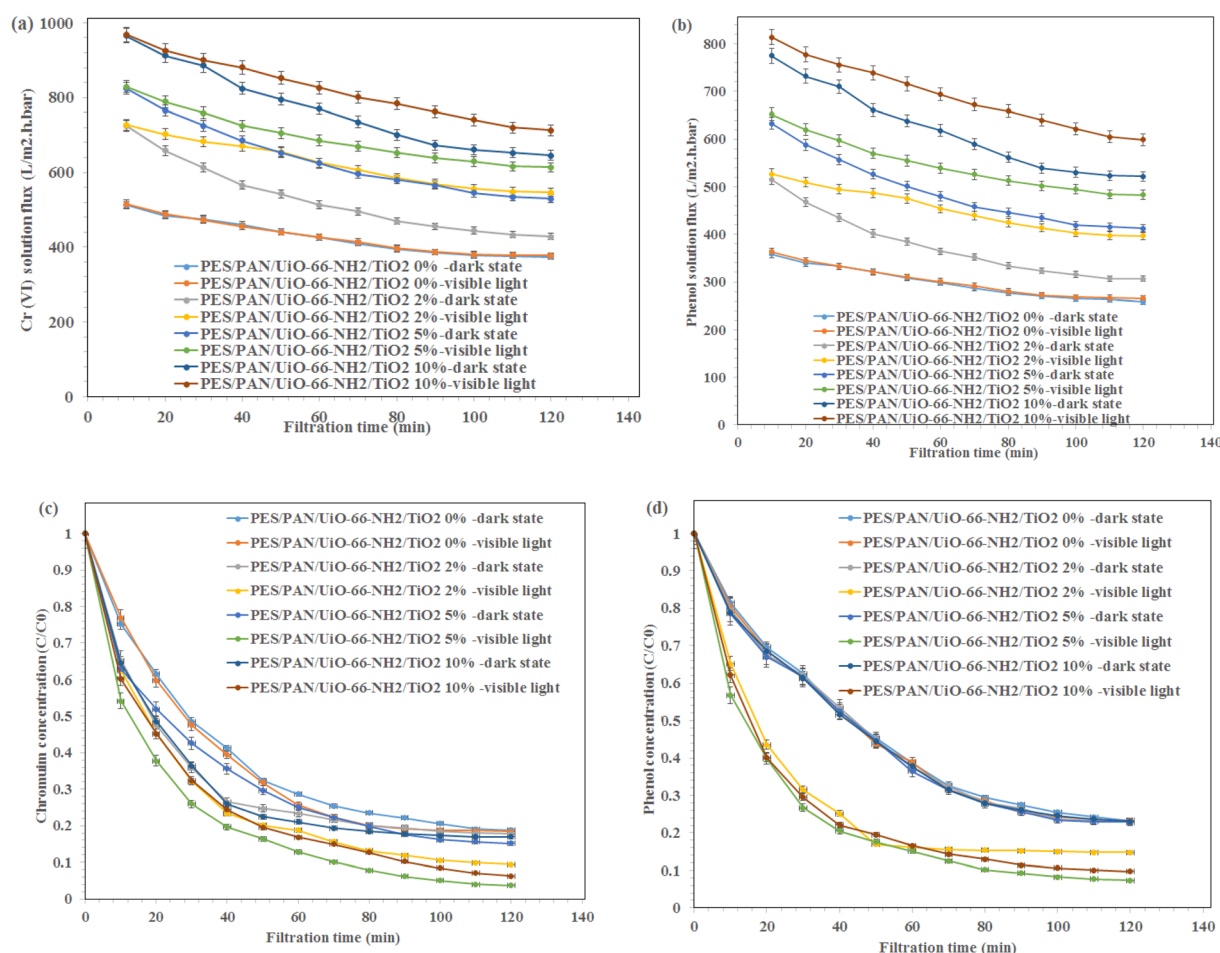 (a)
Cr (VI) solution flux (L/m2.h.bar)
1000
800
600
400
200
0
PES/PAN/UiO-66-NH2/TiO2 0% -dark state
PES/PAN/UiO-66-NH2/TiO2 0%-visible light
PES/PAN/UiO-66-NH2/TiO2 2%-dark state
PES/PAN/UiO-66-NH2/TiO2 2%-visible light
PES/PAN/UiO-66-NH2/TiO2 5%-dark state
PES/PAN/UiO-66-NH2/TiO2 5%-visible light
PES/PAN/UiO-66-NH2/TiO2 10%-dark state
PES/PAN/UiO-66-NH2/TiO2 10%-visible light
0 20 40 60 80 100 120 140
Filtration time (min)
(b)
Phenol solution flux (L/m2.h.bar)
800
700
600
500
400
300
200
100
0
PES/PAN/UiO-66-NH2/TiO2 0% -dark state
PES/PAN/UiO-66-NH2/TiO2 0%-visible light
PES/PAN/UiO-66-NH2/TiO2 2%-dark state
PES/PAN/UiO-66-NH2/TiO2 2%-visible light
PES/PAN/UiO-66-NH2/TiO2 5%-dark state
PES/PAN/UiO-66-NH2/TiO2 5%-visible light
PES/PAN/UiO-66-NH2/TiO2 10%-dark state
PES/PAN/UiO-66-NH2/TiO2 10%-visible light
0 20 40 60 80 100 120 140
Filtration time (min)
(c)
Chromuim concentration (C/C0)
1
0.9
0.8
0.7
0.6
0.5
0.4
0.3
0.2
0.1
0
PES/PAN/UiO-66-NH2/TiO2 0% -dark state
PES/PAN/UiO-66-NH2/TiO2 0% -visible light
PES/PAN/UiO-66-NH2/TiO2 2% -dark state
PES/PAN/UiO-66-NH2/TiO2 2% -visible light
PES/PAN/UiO-66-NH2/TiO2 5% -dark state
PES/PAN/UiO-66-NH2/TiO2 5% -visible light
PES/PAN/UiO-66-NH2/TiO2 10% -dark state
PES/PAN/UiO-66-NH2/TiO2 10% -visible light
0 20 40 60 80 100 120 140
Filtration time (min)
(d)
Phenol concentration (C/C0)
1
0.9
0.8
0.7
0.6
0.5
0.4
0.3
0.2
0.1
0
PES/PAN/UiO-66-NH2/TiO2 0% -dark state
PES/PAN/UiO-66-NH2/TiO2 0% -visible light
PES/PAN/UiO-66-NH2/TiO2 2% -dark state
PES/PAN/UiO-66-NH2/TiO2 2% -visible light
PES/PAN/UiO-66-NH2/TiO2 5% -dark state
PES/PAN/UiO-66-NH2/TiO2 5% -visible light
PES/PAN/UiO-66-NH2/TiO2 10% -dark state
PES/PAN/UiO-66-NH2/TiO2 10% -visible light
0 20 40 60 80 100 120 140
Filtration time (min)